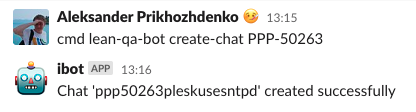 Aleksander Prikhozhdenko 13:15
cmd lean-qa-bot create-chat PPP-50263
ibot APP 13:16
Chat 'ppp50263pleskusesntpd' created successfully